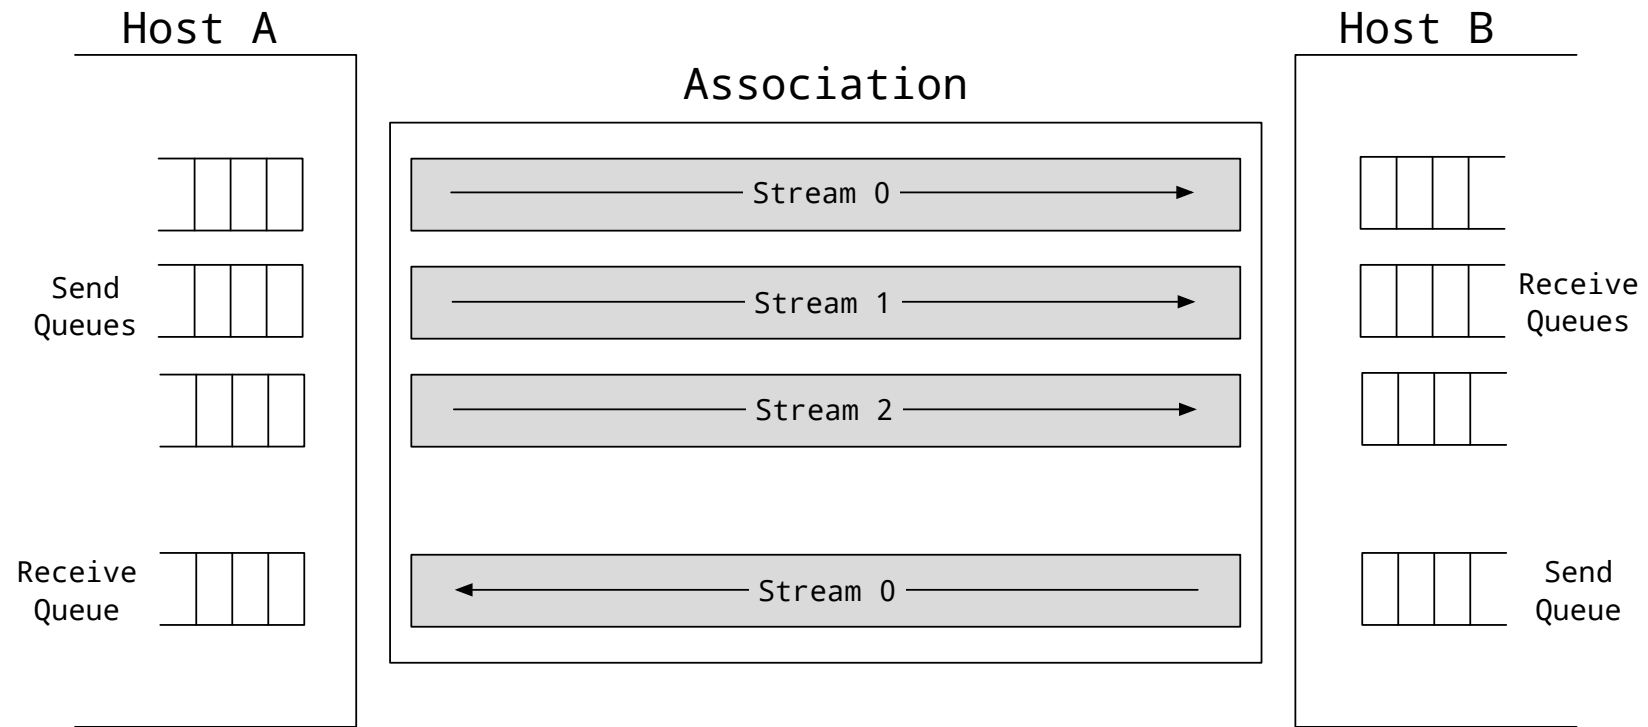 Host A
Host B
Association
Stream 0
Send
Queues
Stream 1
Receive
Queues
Stream 2
Receive
Queue
Stream 0
Send
Queue